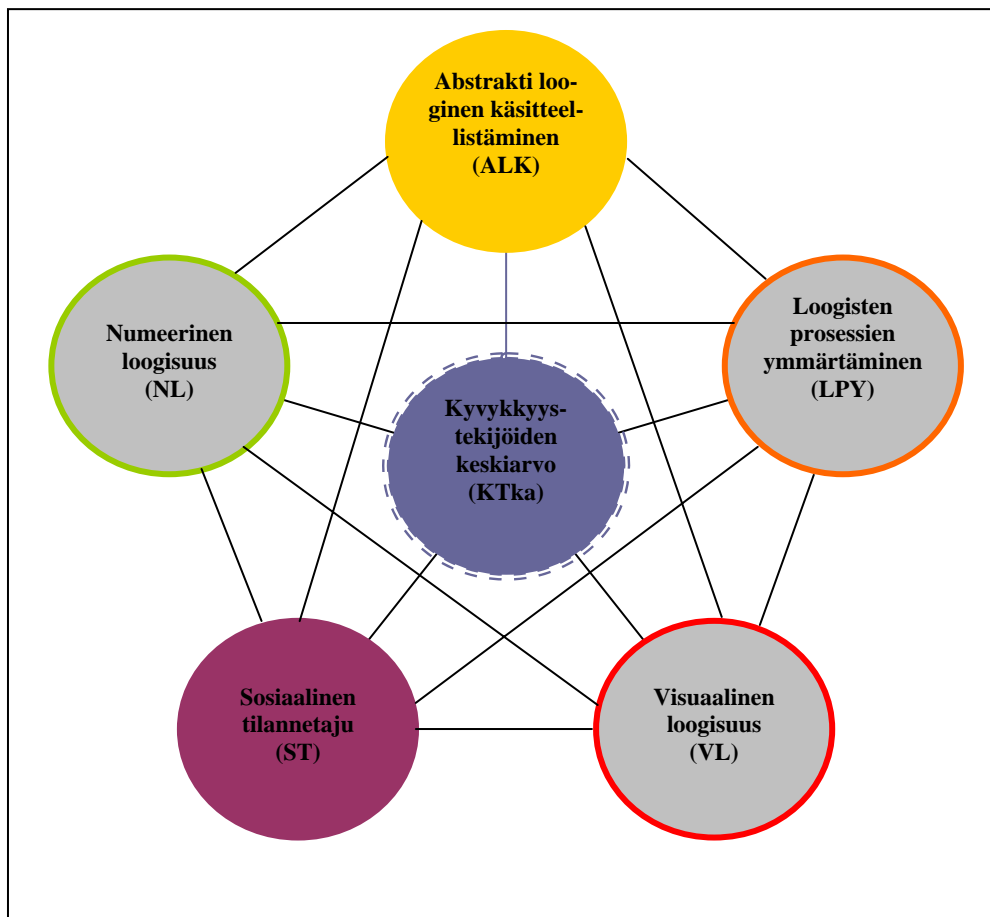 Abstrakti loo-
ginen käsitteel-
listäminen
(ALK)
Numeerinen
loogisuus
(NL)
Loogisten
prosessien
ymmärtäminen
(LPY)
Kyvykkyys-
tekijöiden
keskiarvo
(KTka)
Sosiaalinen
tilannetaju
(ST)
Visuaalinen
loogisuus
(VL)